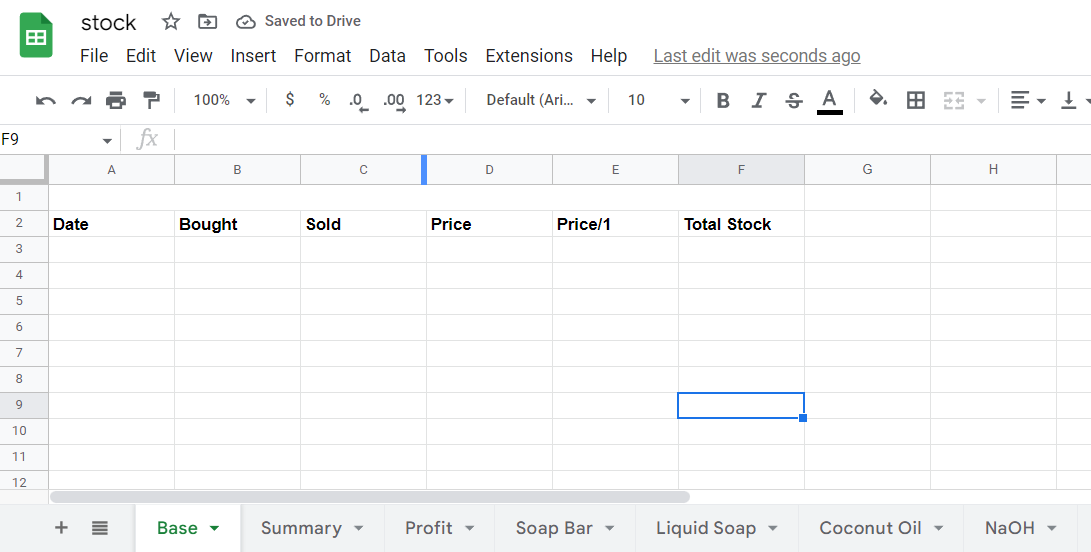 stock Saved to Drive
File Edit View Insert Format Data Tools Extensions Help Last edit was seconds ago
100% $ % .0 .00 123 Default (Ari... 10 B I S A
F9 fx
A B C D E F G H
1
2 Date Bought Sold Price Price/1 Total Stock
3
4
5
6
7
8
9
10
11
12
+ Base Summary Profit Soap Bar Liquid Soap Coconut Oil NaOH